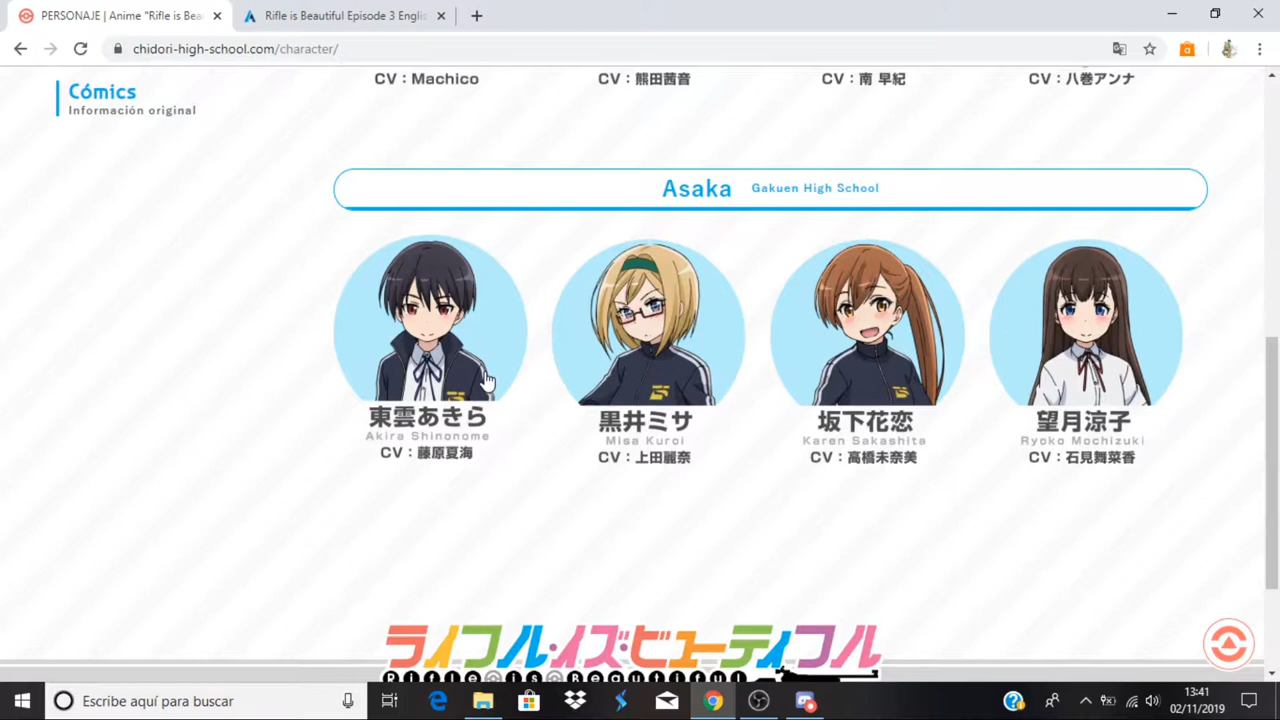 PERSONAJE | Anime "Rifle is Bea
Rifle is Beautiful Episode 3 Englis
chidori-high-school.com/character/
Cómics
Información original
CV：Machico
CV：熊田茜音
CV：南 早紀
CV：八巻アンナ
Asaka Gakuen High School
東雲あきら
Akira Shinonome
CV：藤原夏海
黒井ミサ
Misa Kuroi
CV：上田麗奈
坂下花恋
Karen Sakashita
CV：高橋未奈美
望月涼子
Ryoko Mochizuki
CV：石見舞菜香
ライフル・イズ・ビューティフル
Rifle is Beautiful
Escribe aquí para buscar
13:41
02/11/2019